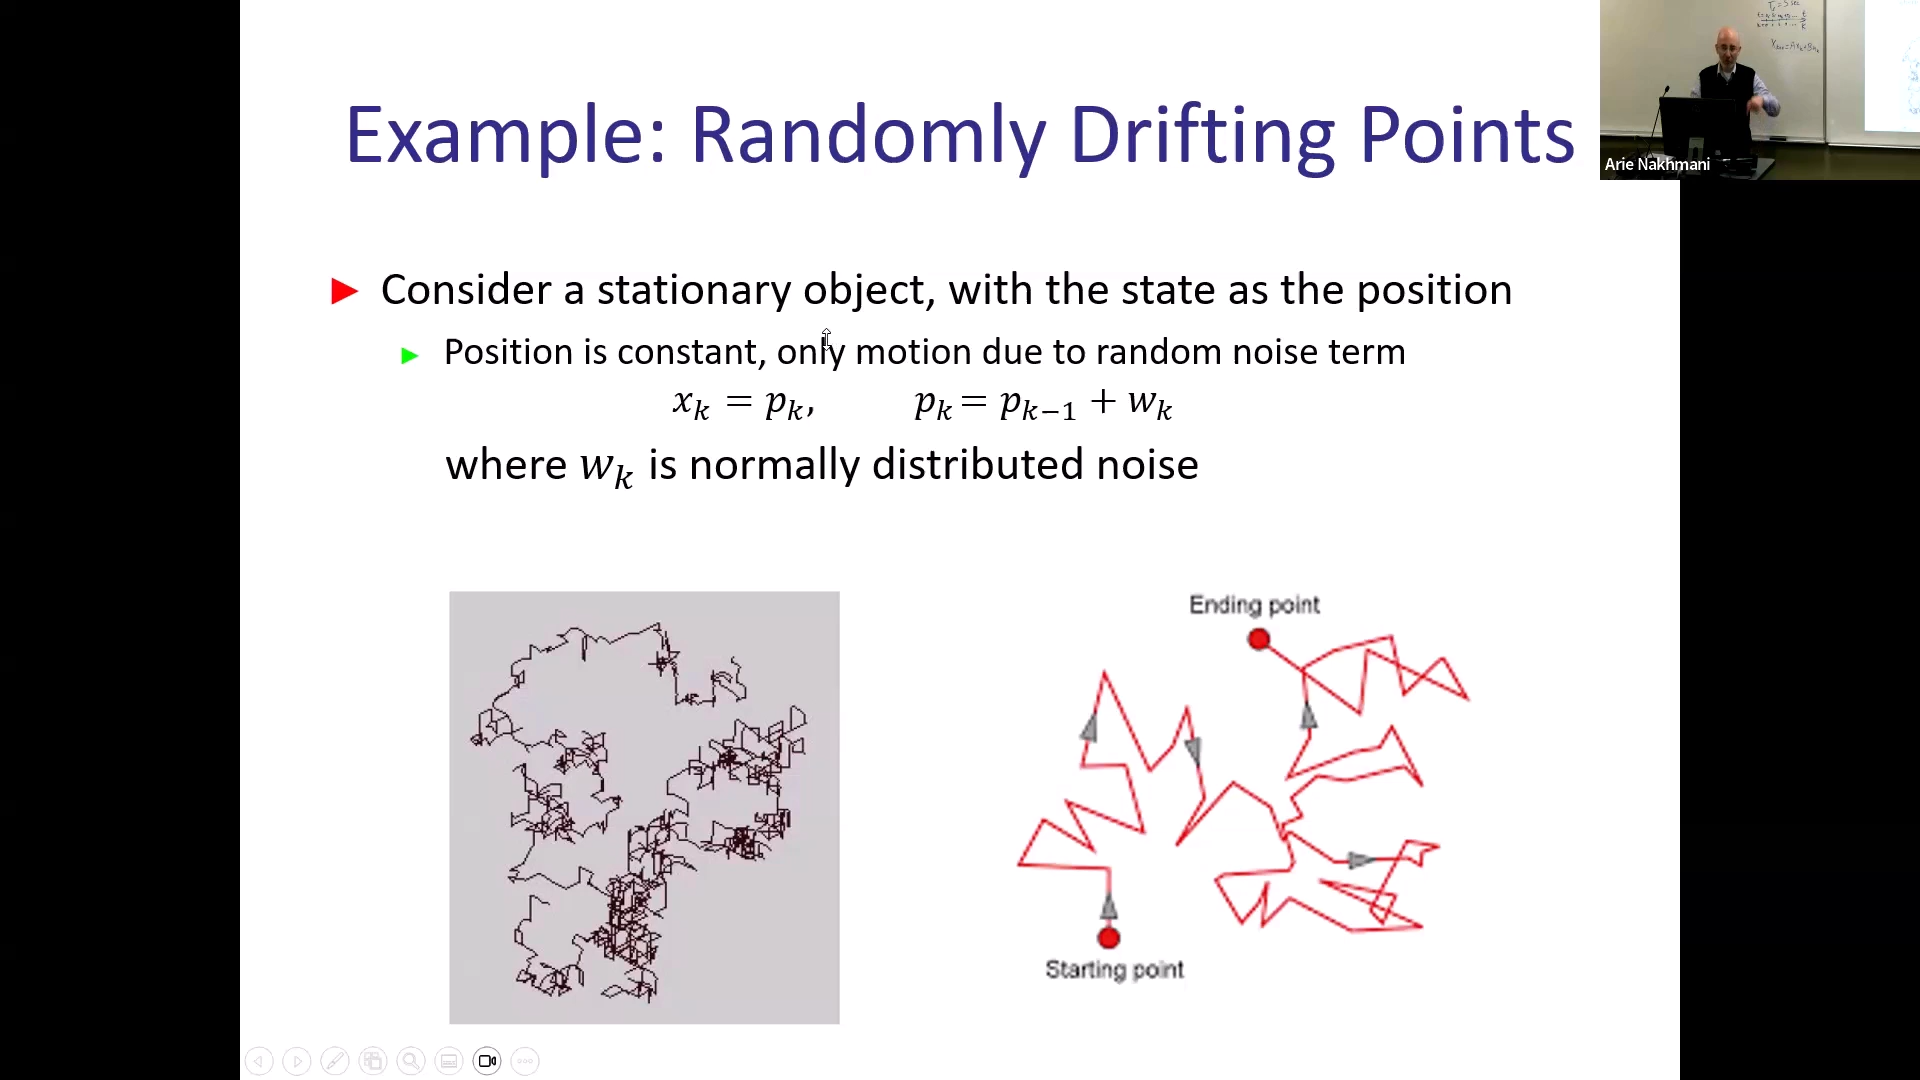 Example: Randomly Drifting Points
Arie Nakhmani
► Consider a stationary object, with the state as the position
► Position is constant, only motion due to random noise term
xₖ = pₖ,    pₖ = pₖ₋₁ + wₖ
where wₖ is normally distributed noise
Ending point
Starting point